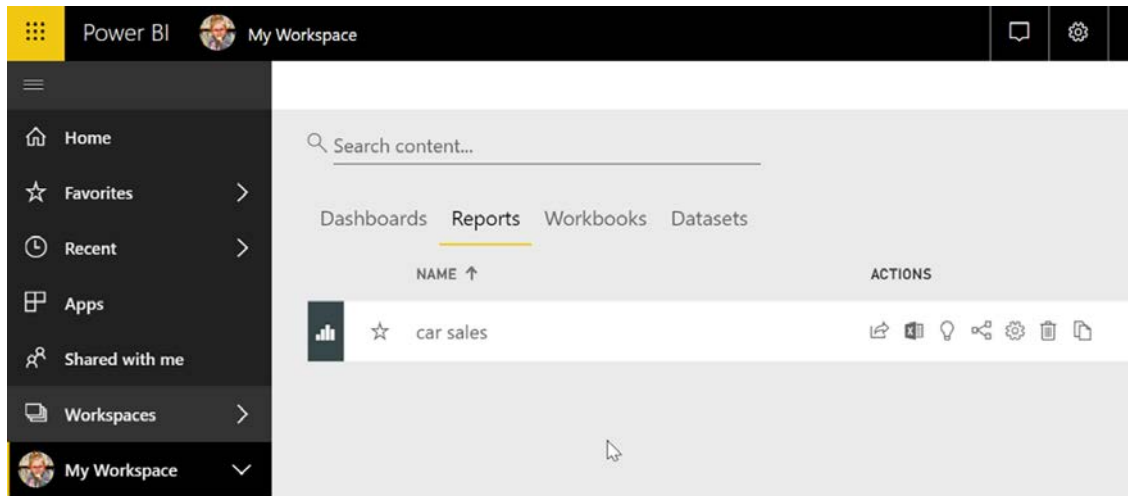 Power BI My Workspace
Home
Favorites
Recent
Apps
Shared with me
Workspaces
My Workspace
Search content...
Dashboards Reports Workbooks Datasets
NAME ↑ ACTIONS
car sales